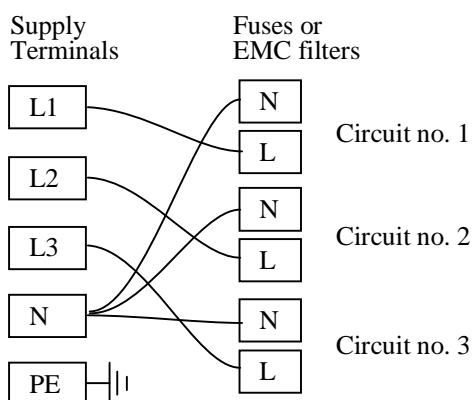 Supply
Terminals
Fuses or
EMC filters
L1
L2
L3
N
PE
N
L
Circuit no. 1
N
L
Circuit no. 2
N
L
Circuit no. 3